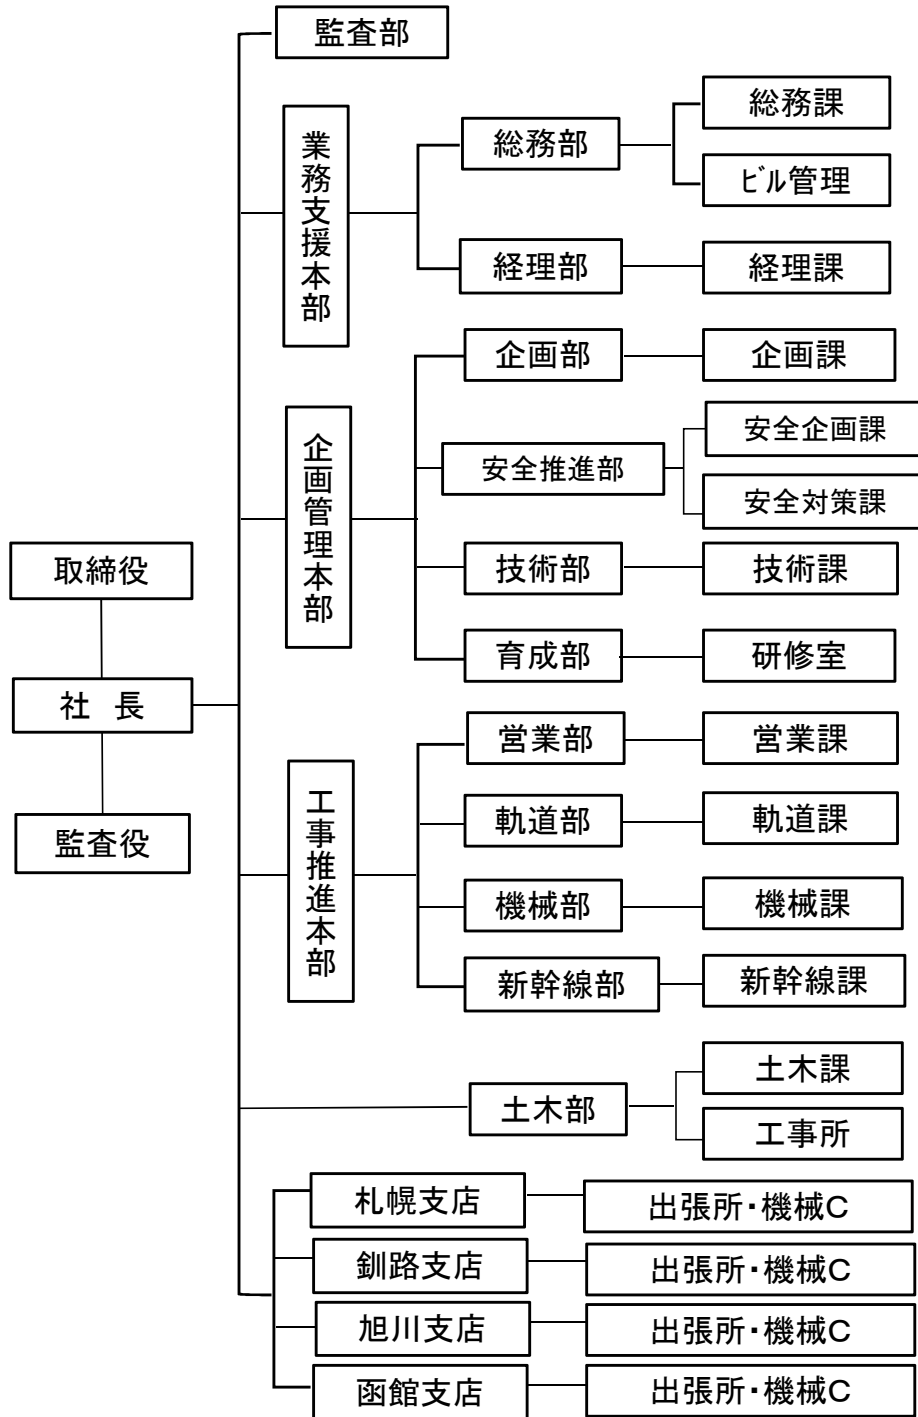 監査部
業務支援本部
総務部
総務課
ﾋﾞﾙ管理
経理部
経理課
企画管理本部
企画部
企画課
安全推進部
安全企画課
安全対策課
技術部
技術課
育成部
研修室
取締役
社 長
監査役
工事推進本部
営業部
営業課
軌道部
軌道課
機械部
機械課
新幹線部
新幹線課
土木部
土木課
工事所
札幌支店
出張所・機械C
釧路支店
出張所・機械C
旭川支店
出張所・機械C
函館支店
出張所・機械C